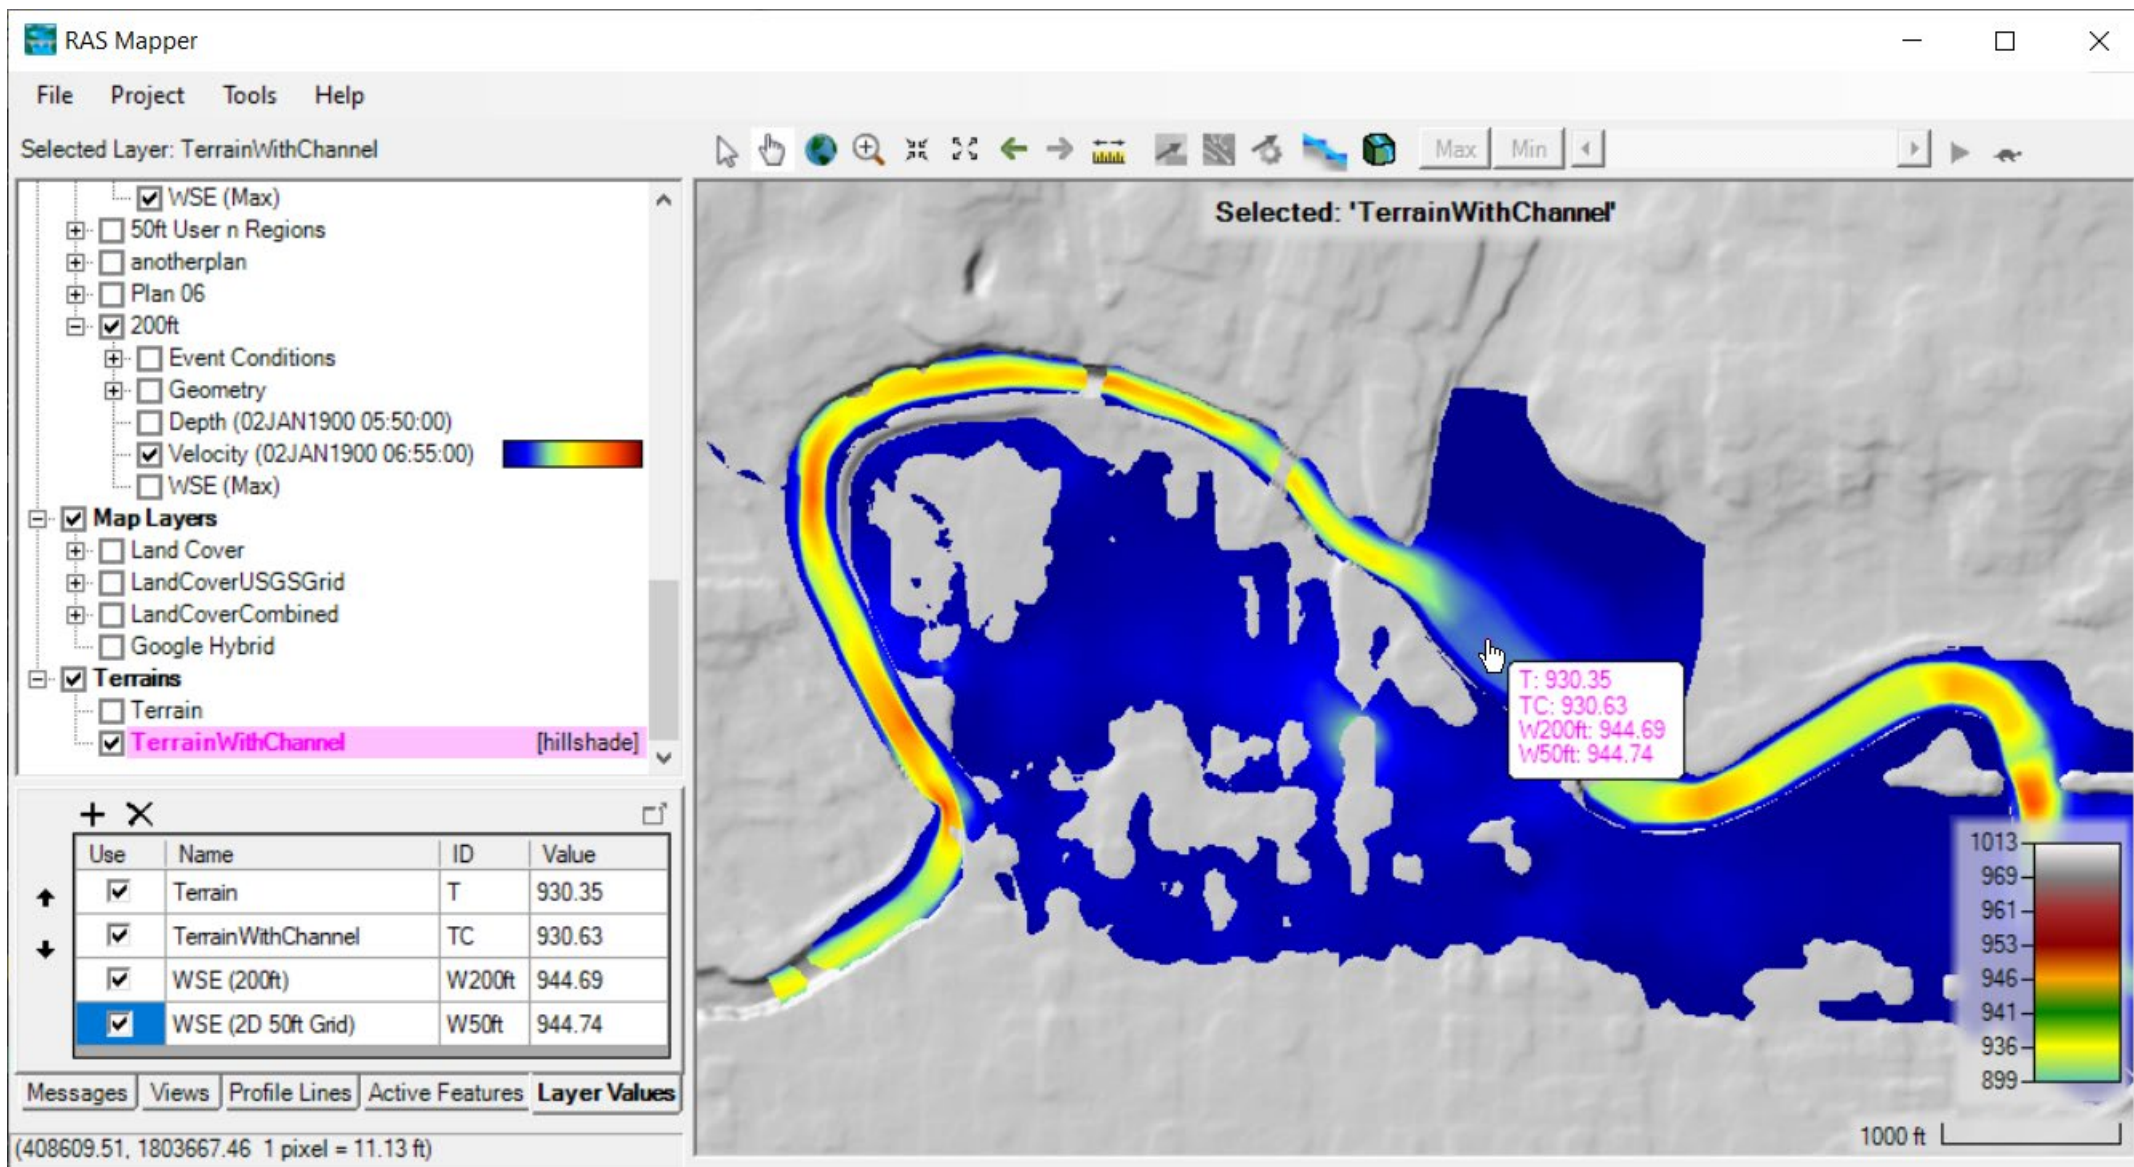 RAS Mapper
File Project Tools Help
Selected Layer: TerrainWithChannel
Max Min
WSE (Max)
50ft User n Regions
anotherplan
Plan 06
200ft
Event Conditions
Geometry
Depth (02JAN1900 05:50:00)
Velocity (02JAN1900 06:55:00)
WSE (Max)
Map Layers
Land Cover
LandCoverUSGSGrid
LandCoverCombined
Google Hybrid
Terrains
Terrain
TerrainWithChannel [hillshade]
Use Name ID Value
Terrain T 930.35
TerrainWithChannel TC 930.63
WSE (200ft) W200ft 944.69
WSE (2D 50ft Grid) W50ft 944.74
Messages Views Profile Lines Active Features Layer Values
(408609.51, 1803667.46 1 pixel = 11.13 ft)
Selected: 'TerrainWithChannel'
T: 930.35
TC: 930.63
W200ft: 944.69
W50ft: 944.74
1013
969
961
953
946
941
936
899
1000 ft